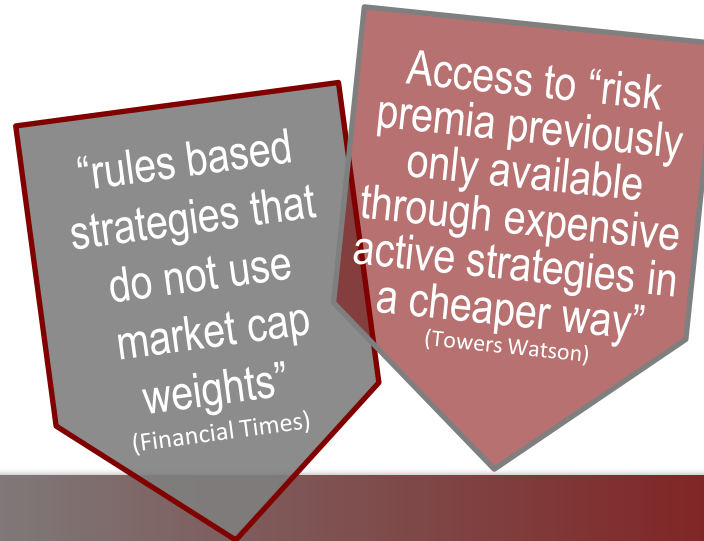 “rules based
strategies that
do not use
market cap
weights”
(Financial Times)
Access to “risk
premia previously
only available
through expensive
active strategies in
a cheaper way”
(Towers Watson)